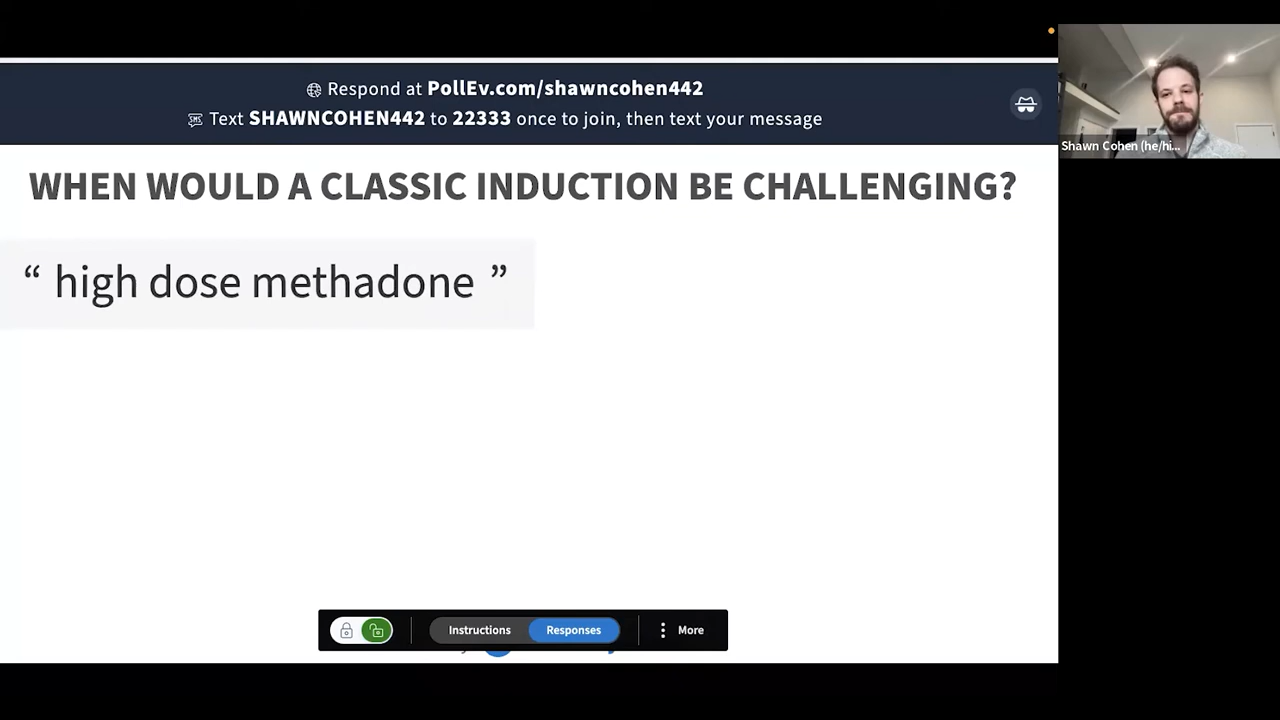 Respond at PollEv.com/shawncohen442
Text SHAWNCOHEN442 to 22333 once to join, then text your message
WHEN WOULD A CLASSIC INDUCTION BE CHALLENGING?
“ high dose methadone ”
Shawn Cohen (he/hi...
Instructions
Responses
More